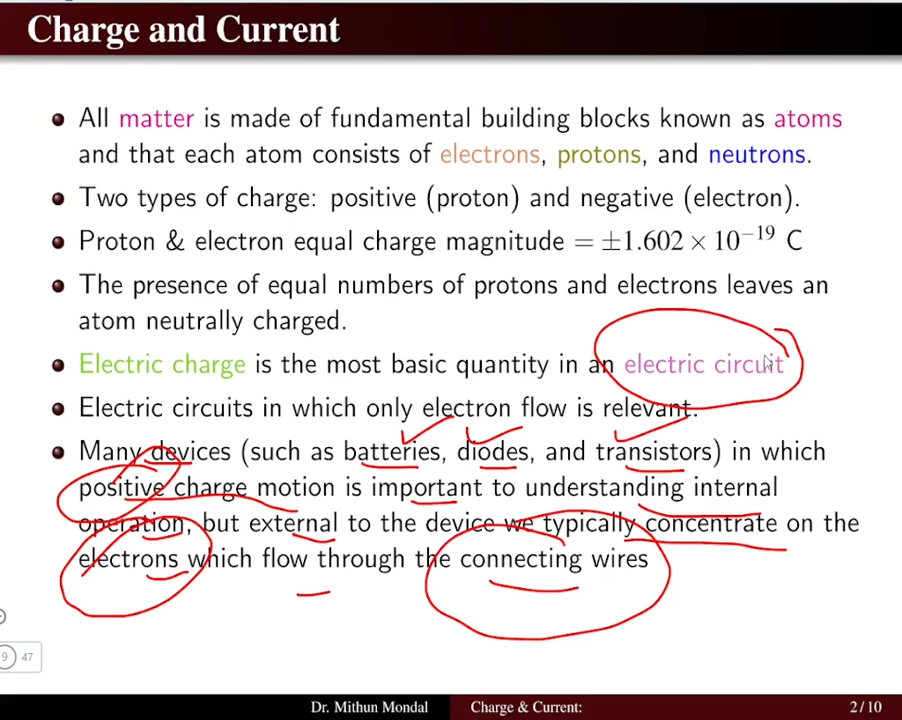 Charge and Current
All matter is made of fundamental building blocks known as atoms
and that each atom consists of electrons, protons, and neutrons.
Two types of charge: positive (proton) and negative (electron).
Proton & electron equal charge magnitude = ±1.602 × 10⁻¹⁹ C
The presence of equal numbers of protons and electrons leaves an
atom neutrally charged.
Electric charge is the most basic quantity in an electric circuit
Electric circuits in which only electron flow is relevant.
Many devices (such as batteries, diodes, and transistors) in which
positive charge motion is important to understanding internal
operation, but external to the device we typically concentrate on the
electrons which flow through the connecting wires
9 47
Dr. Mithun Mondal Charge & Current: 2/10